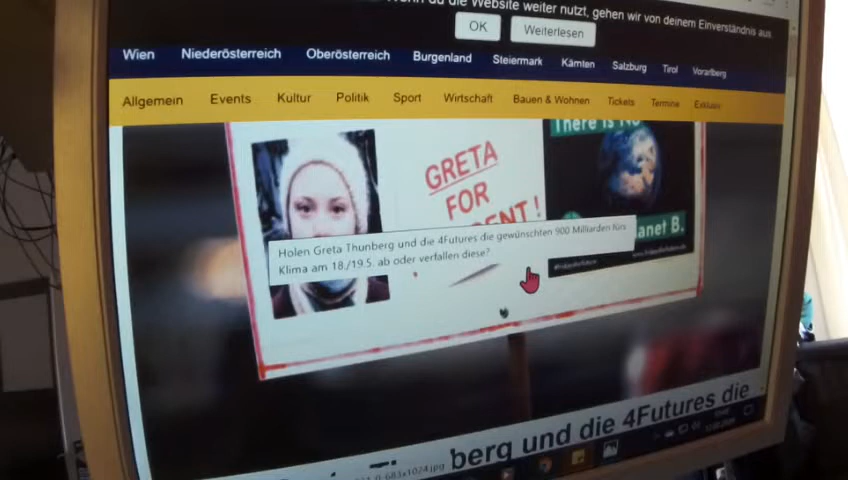 du die Website weiter nutzt, gehen wir von deinem Einverständnis aus.
OK Weiterlesen
Wien Niederösterreich Oberösterreich Burgenland Steiermark Kärnten Salzburg Tirol Vorarlberg
Allgemein Events Kultur Politik Sport Wirtschaft Bauen & Wohnen Tickets Termine Exklusiv
There is No
GRETA
FOR
ENT!
anet B.
Holen Greta Thunberg und die 4Futures die gewünschten 900 Milliarden fürs
Klima am 18./19.5. ab oder verfallen diese?
berg und die 4Futures die